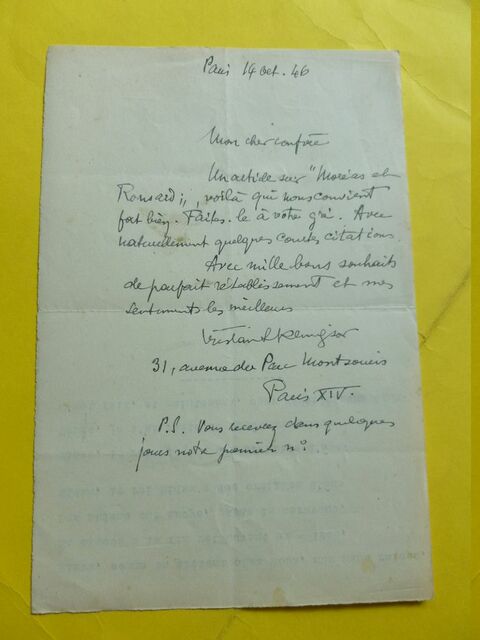 Paris 14 oct. 46
Mon cher confrère
Un article sur "Moréas et
Ronsard", voilà qui nous convient
fort bien. Faites-le à votre gré. Avec
naturellement quelques courtes citations.
Avec mille bons souhaits
de parfait rétablissement et mes
sentiments les meilleurs
Tristan Klingsor
31, avenue du Parc Montsouris
Paris XIV.
P.S. Vous recevrez dans quelques
jours notre premier n°: